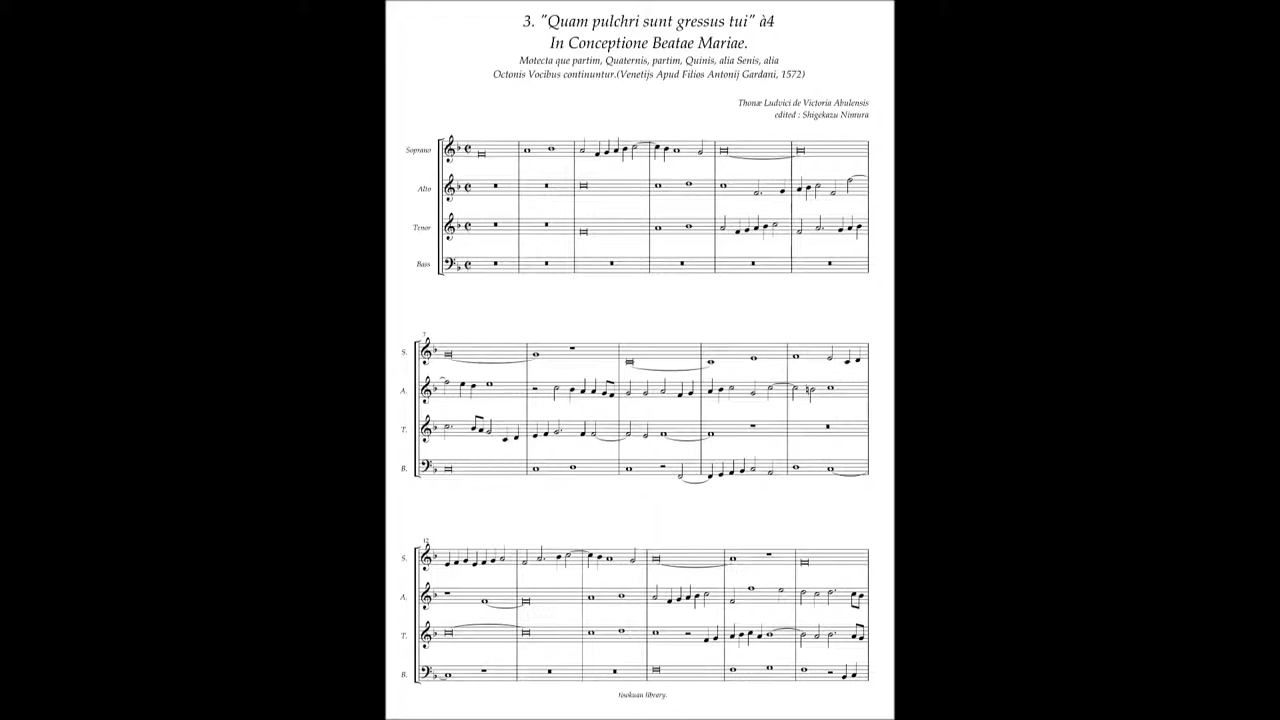 3. "Quam pulchri sunt gressus tui" à4
In Conceptione Beatae Mariae.
Motecta que partim, Quaternis, partim, Quinis, alia Senis, alia
Octonis Vocibus continuntur.(Venetijs Apud Filios Antonij Gardani, 1572)
Thomæ Ludvici de Victoria Abulensis
edited : Shigekazu Nimura
Soprano
Alto
Tenor
Bass
7
S.
A.
T.
B.
12
S.
A.
T.
B.
library.